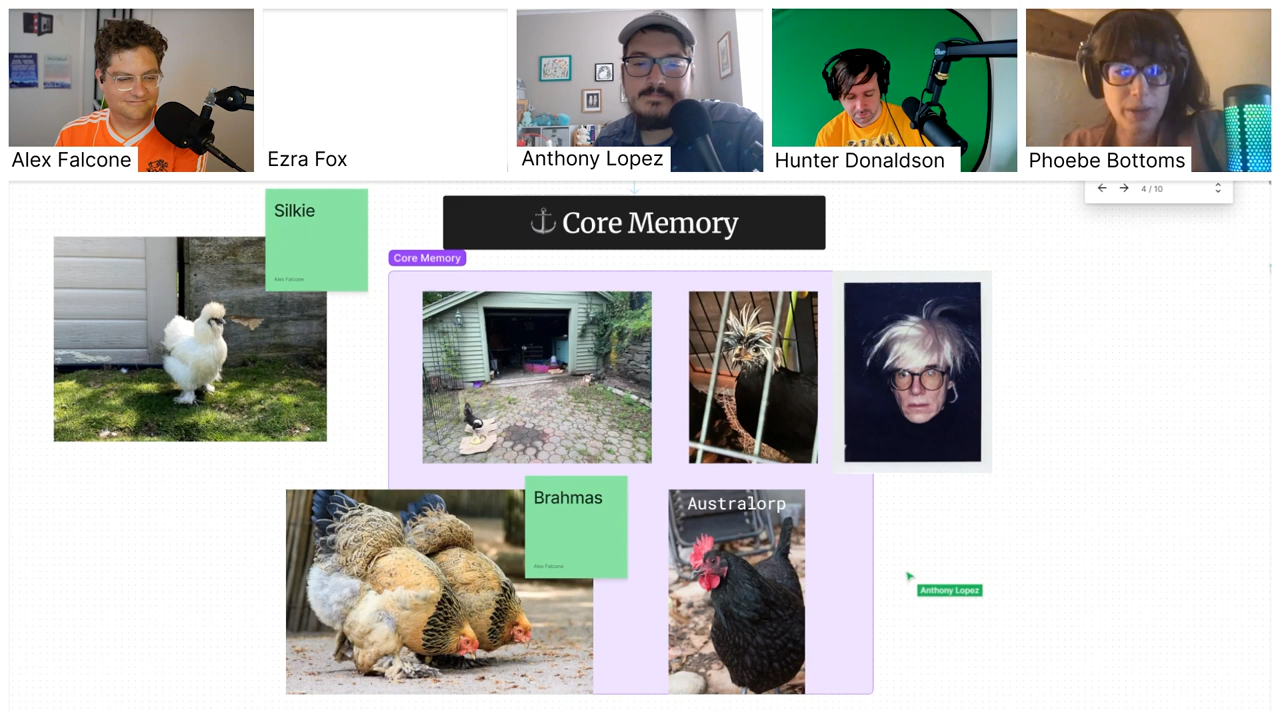 Alex Falcone
Ezra Fox
Anthony Lopez
Hunter Donaldson
Phoebe Bottoms
4 / 10
Silkie
Alex Falcone
⚓ Core Memory
Core Memory
Brahmas
Alex Falcone
Australorp
Anthony Lopez